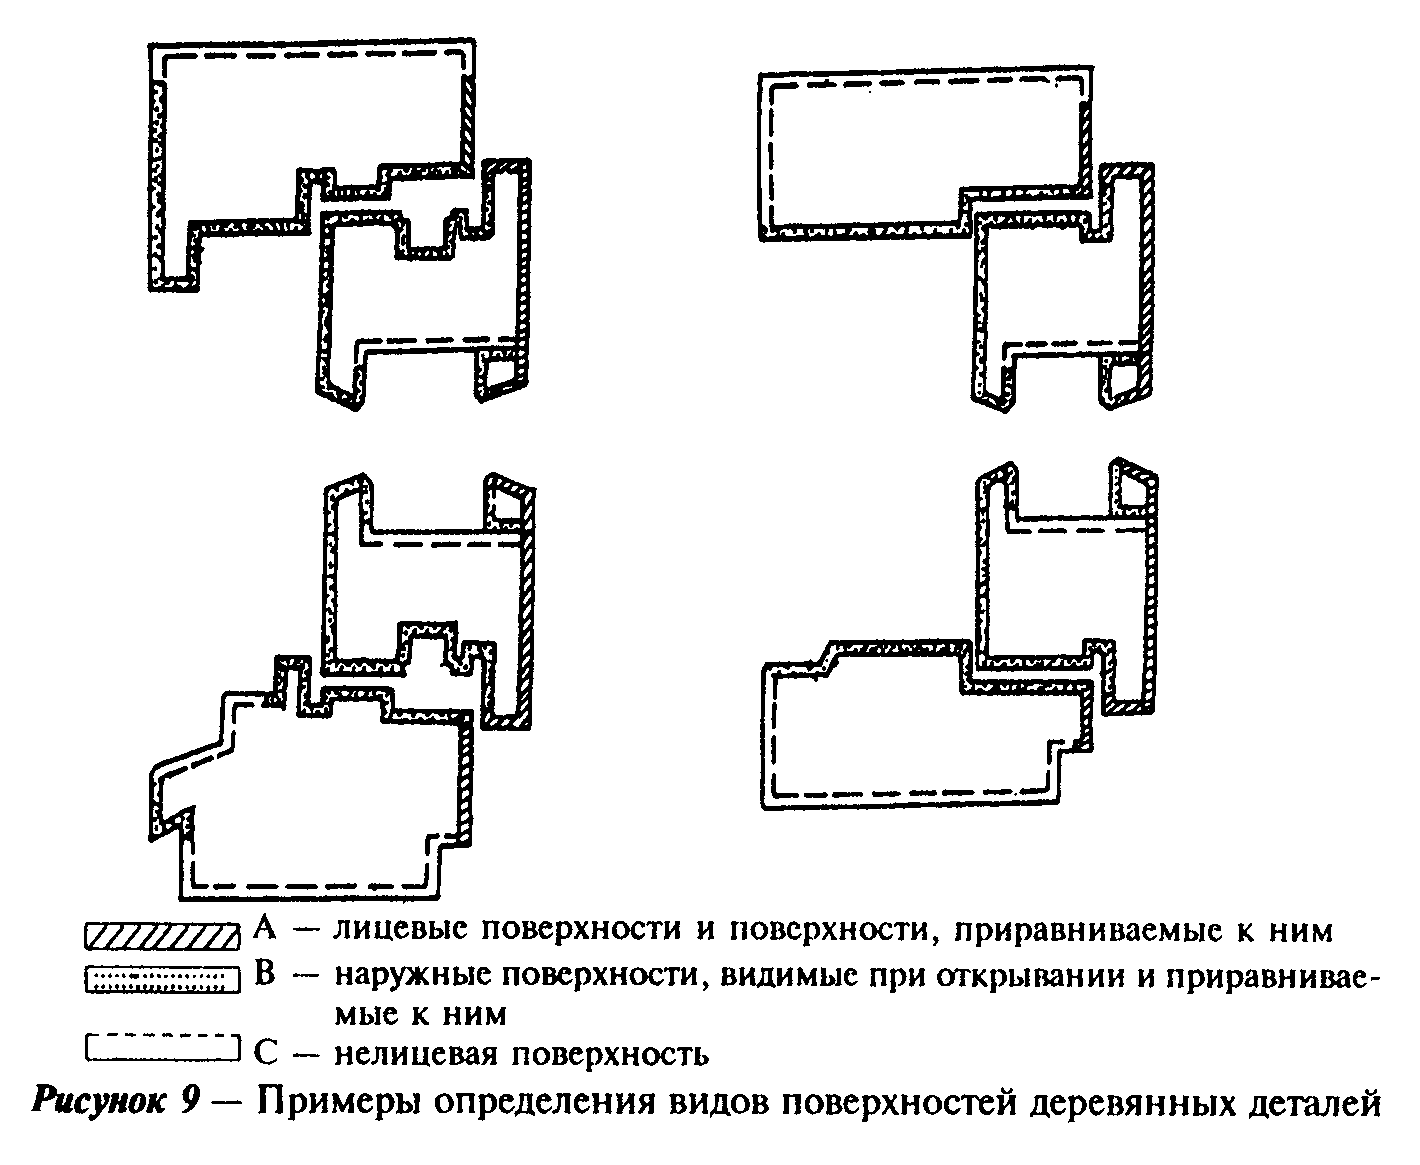 A — лицевые поверхности и поверхности, приравниваемые к ним
B — наружные поверхности, видимые при открывании и приравнивае-
мые к ним
C — нелицевая поверхность
Рисунок 9 — Примеры определения видов поверхностей деревянных деталей